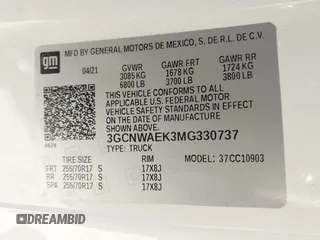 gm
MFD BY GENERAL MOTORS DE MEXICO, S. DE R.L. DE C.V.
04/21 GVWR GAWR FRT GAWR RR
3085 KG 1678 KG 1724 KG
6800 LB 3700 LB 3800 LB
THIS VEHICLE CONFORMS TO ALL
APPLICABLE U.S. FEDERAL MOTOR
VEHICLE SAFETY
STANDARDS IN EFFECT ON THE DATE OF
MANUFACTURE SHOWN ABOVE.
3GCNWAEK3MG330737
TYPE: TRUCK
TIRE SIZE RIM MODEL: 37CC10903
FRT 255/70R17 S 17X8J
RR 255/70R17 S 17X8J
SPA 255/70R17 S 17X8J
AUTOBIDMASTER